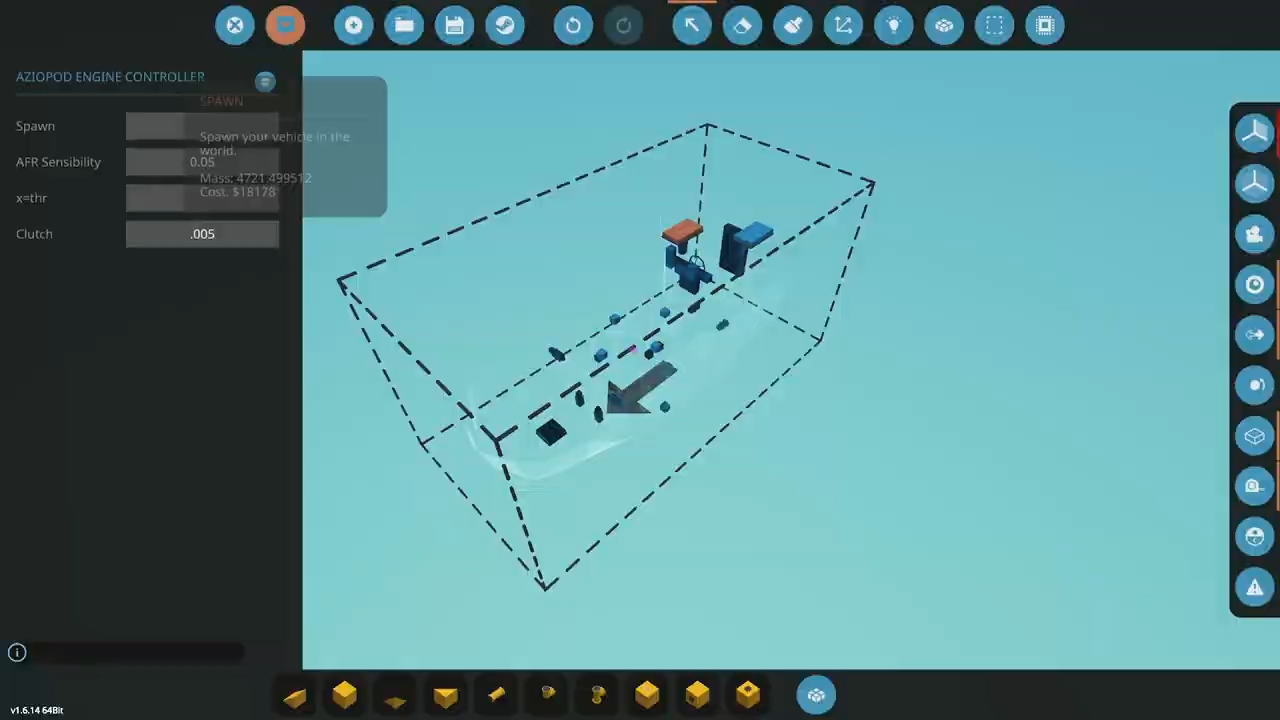 AZIOPOD ENGINE CONTROLLER
SPAWN
Spawn
Spawn your vehicle in the
world.
AFR Sensibility
0.05
Mass: 4721.499512
Cost. $18178
x=thr
Clutch
.005
v1.6.14 64Bit